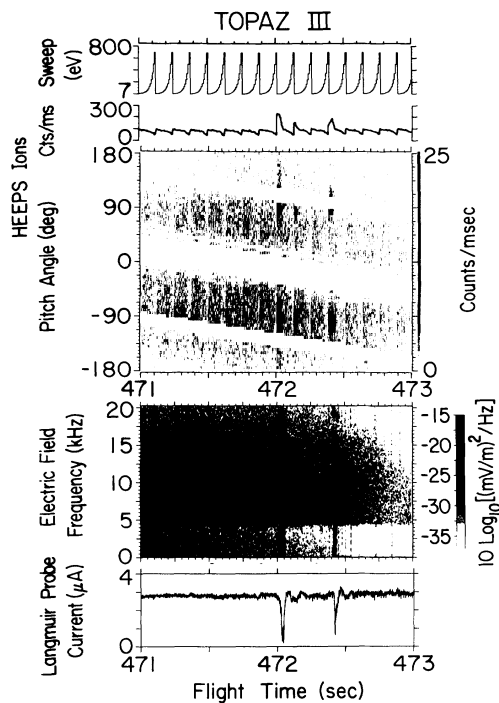 TOPAZ III
Sweep (eV)
800
7
Cts/ms
300
0
HEEPS Ions
Pitch Angle (deg)
180
90
0
-90
-180
25
0
Counts/msec
471 472 473
Electric Field Frequency (kHz)
20
15
10
5
0
-15
-20
-25
-30
-35
10 Log10[(mV/m)²/Hz]
Langmuir Probe Current (μA)
4
2
0
471 472 473
Flight Time (sec)